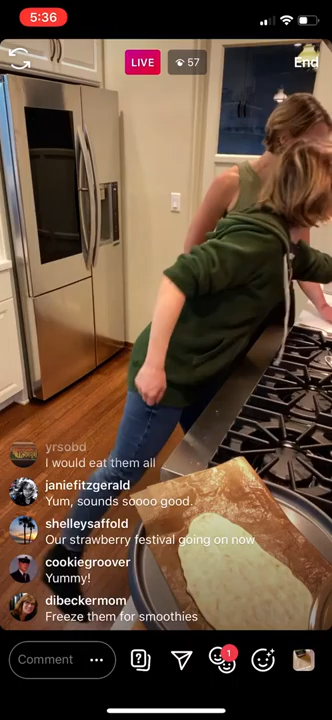 5:36
LIVE
57
End
yrsobd
I would eat them all
janiefitzgerald
Yum, sounds soooo good.
shelleysaffold
Our strawberry festival going on now
cookiegroover
Yummy!
dibeckermom
Freeze them for smoothies
Comment
1